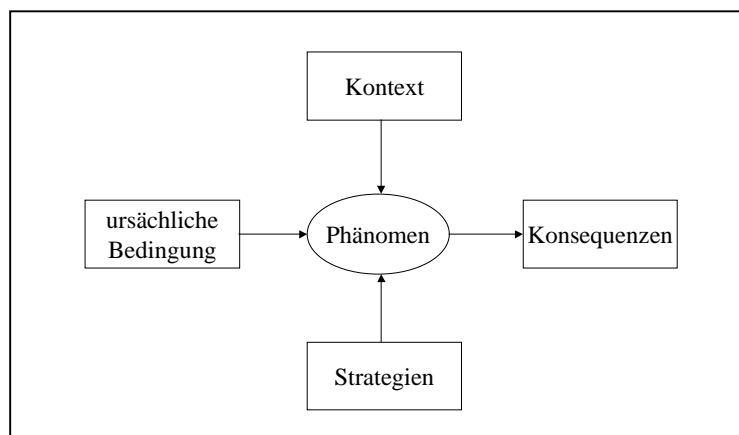 Kontext
ursächliche
Bedingung
Phänomen
Konsequenzen
Strategien